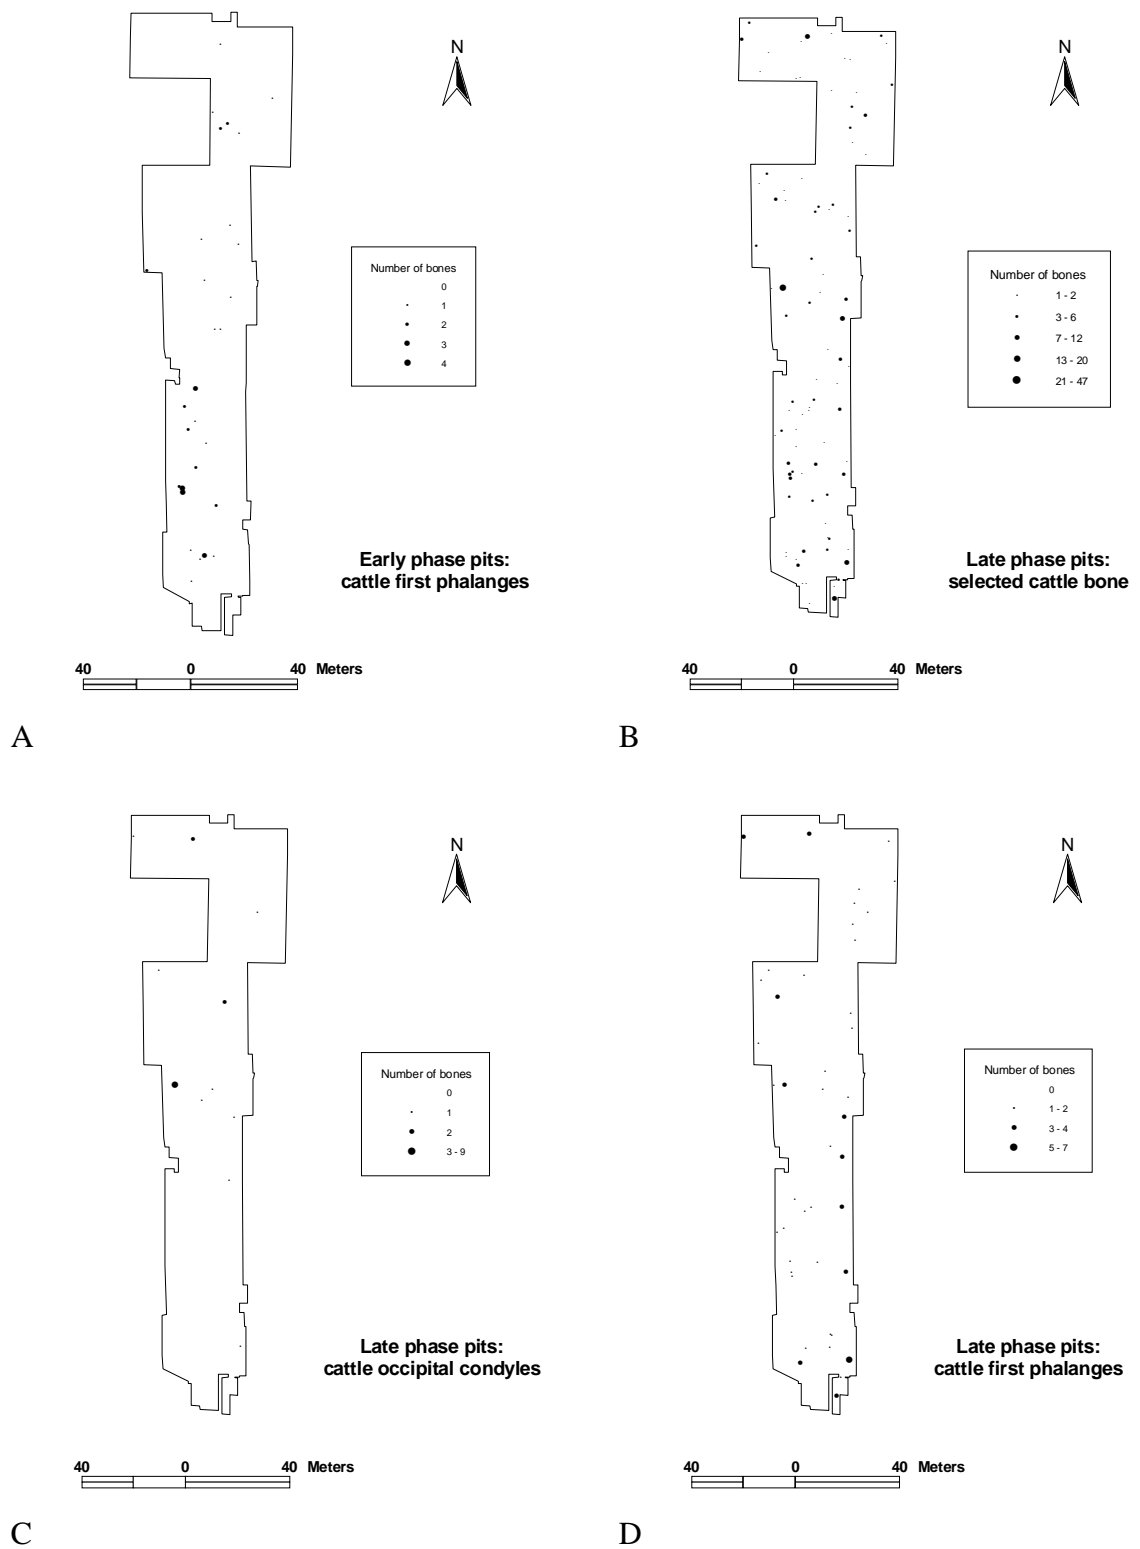 N
Number of bones
0
1
2
3
4
Early phase pits:
cattle first phalanges
40 0 40 Meters
A
N
Number of bones
1 - 2
3 - 6
7 - 12
13 - 20
21 - 47
Late phase pits:
selected cattle bone
40 0 40 Meters
B
N
Number of bones
0
1
2
3 - 9
Late phase pits:
cattle occipital condyles
40 0 40 Meters
C
N
Number of bones
0
1 - 2
3 - 4
5 - 7
Late phase pits:
cattle first phalanges
40 0 40 Meters
D